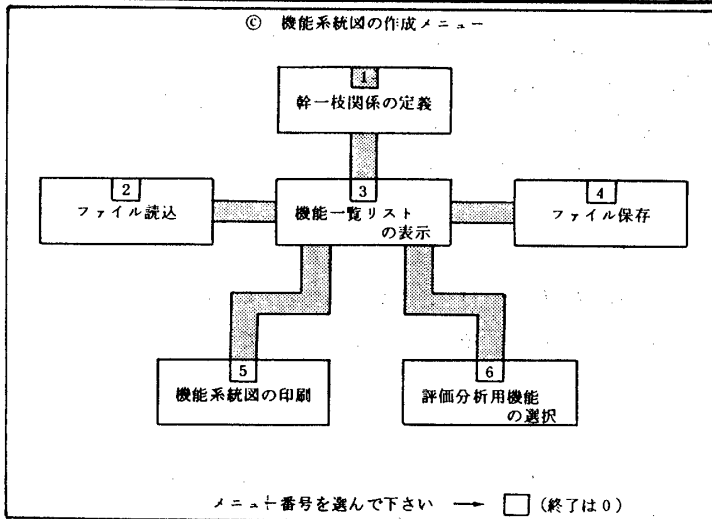 © 機能系統図の作成メニュー
1
幹－枝関係の定義
2
ファイル読込
3
機能一覧リスト
の表示
4
ファイル保存
5
機能系統図の印刷
6
評価分析用機能
の選択
メニュー番号を選んで下さい → □ (終了は0)